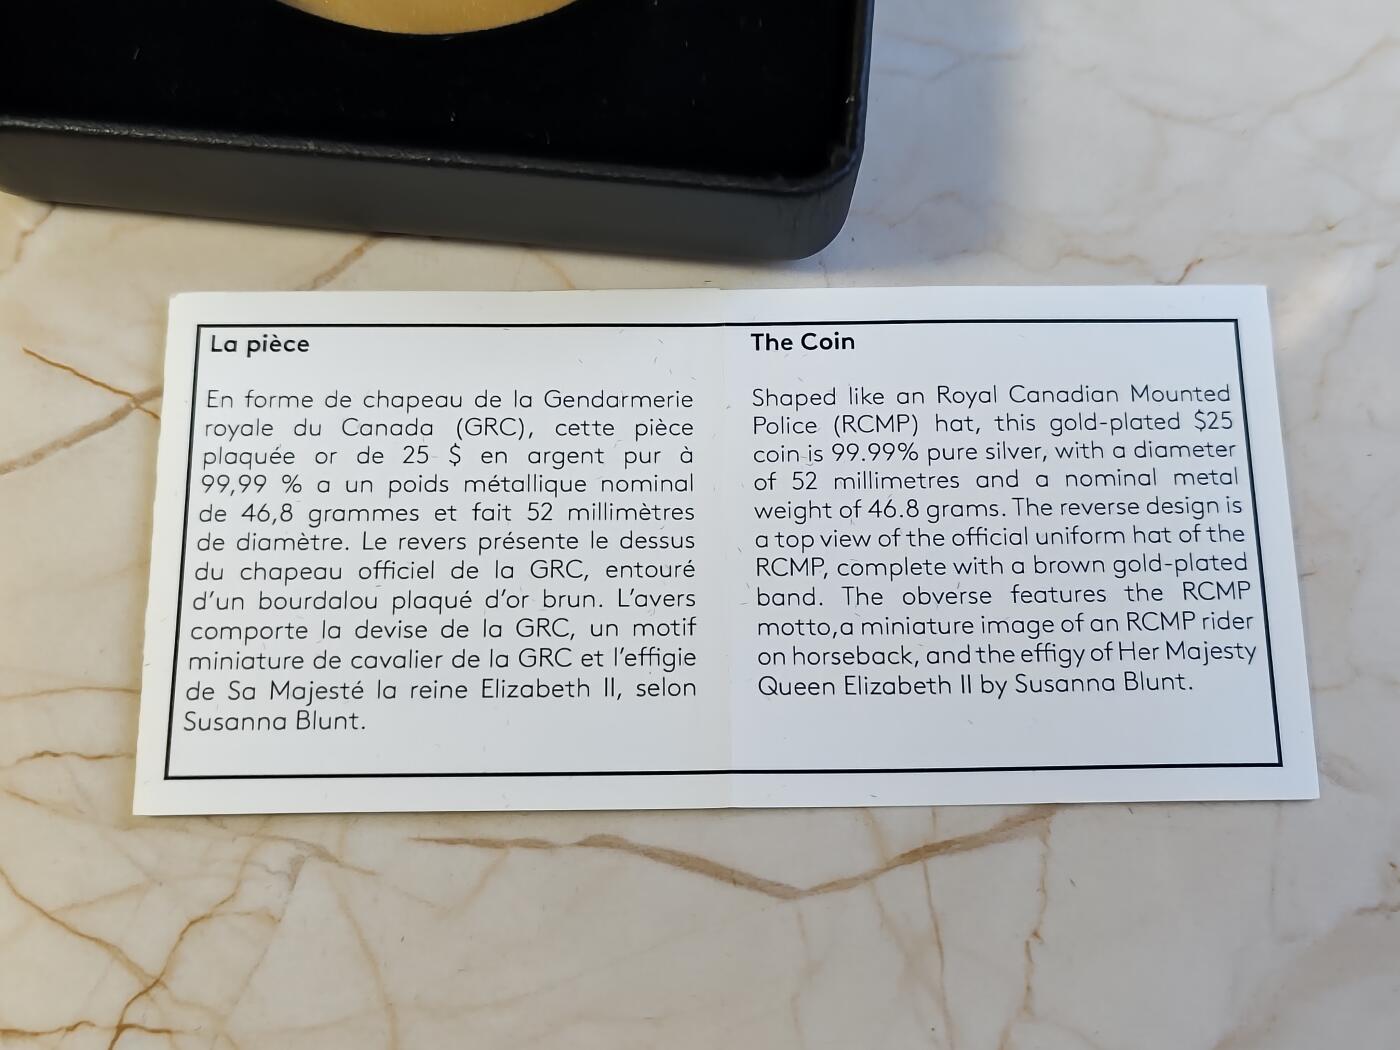 La pièce
En forme de chapeau de la Gendarmerie
royale du Canada (GRC), cette pièce
plaquée or de 25 $ en argent pur à
99,99 % a un poids métallique nominal
de 46,8 grammes et fait 52 millimètres
de diamètre. Le revers présente le dessus
du chapeau officiel de la GRC, entouré
d'un bourdalou plaqué d'or brun. L'avers
comporte la devise de la GRC, un motif
miniature de cavalier de la GRC et l'effigie
de Sa Majesté la reine Elizabeth II, selon
Susanna Blunt.
The Coin
Shaped like an Royal Canadian Mounted
Police (RCMP) hat, this gold-plated $25
coin is 99.99% pure silver, with a diameter
of 52 millimetres and a nominal metal
weight of 46.8 grams. The reverse design is
a top view of the official uniform hat of the
RCMP, complete with a brown gold-plated
band. The obverse features the RCMP
motto,a miniature image of an RCMP rider
on horseback, and the effigy of Her Majesty
Queen Elizabeth II by Susanna Blunt.